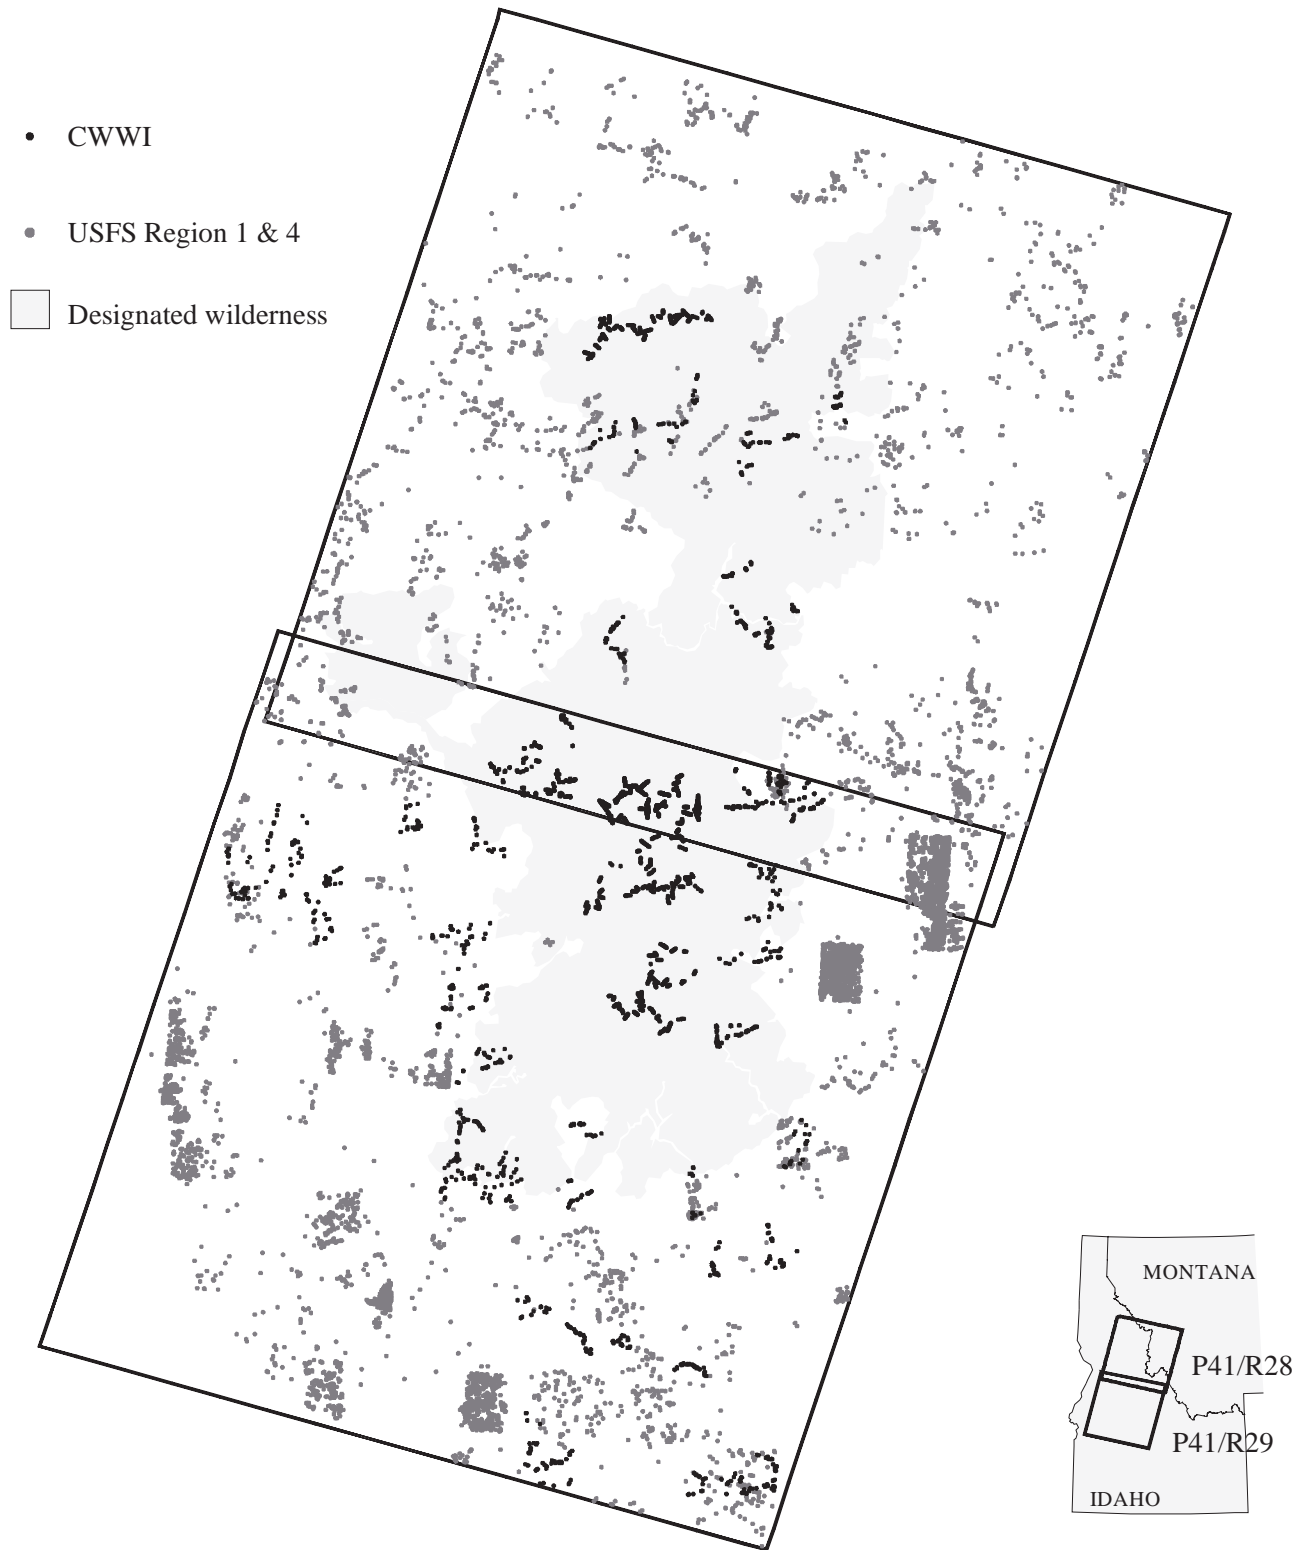 CWWI
USFS Region 1 & 4
Designated wilderness
MONTANA
P41/R28
P41/R29
IDAHO